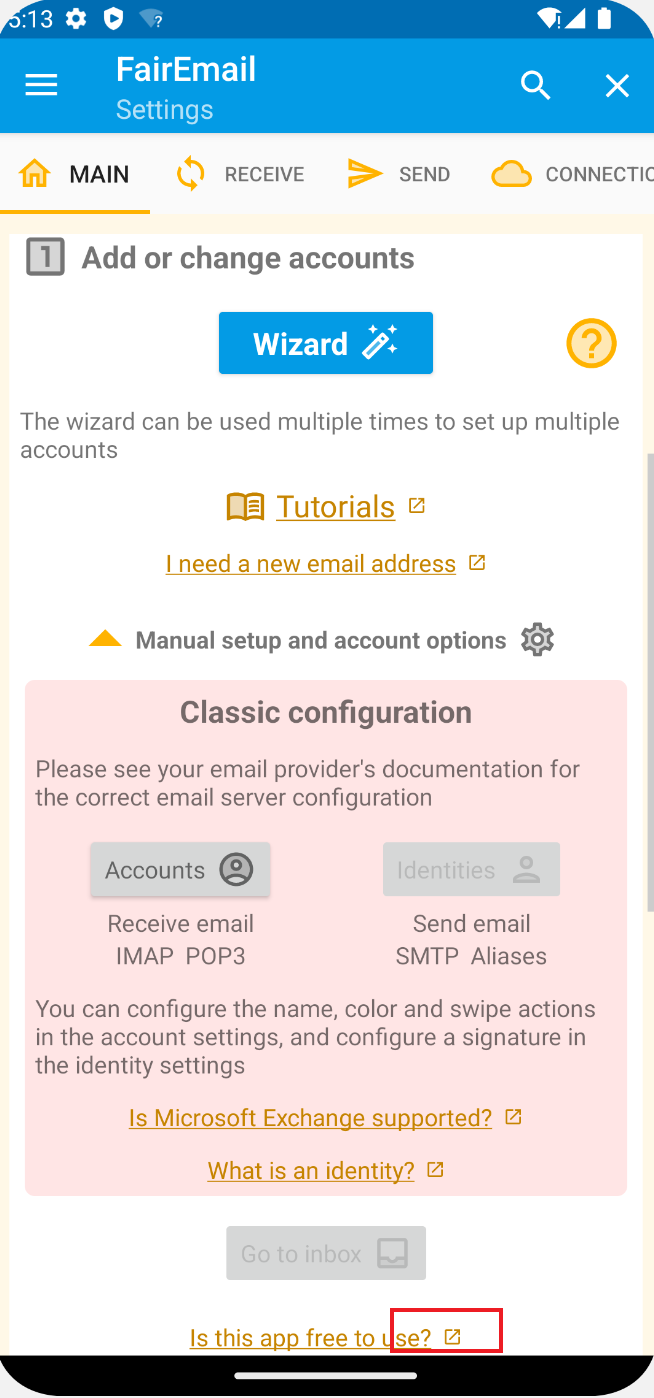 5:13
FairEmail
Settings
MAIN
RECEIVE
SEND
CONNECTIO
1 Add or change accounts
Wizard
?
The wizard can be used multiple times to set up multiple
accounts
Tutorials
I need a new email address
Manual setup and account options
Classic configuration
Please see your email provider's documentation for
the correct email server configuration
Accounts
Identities
Receive email
Send email
IMAP POP3
SMTP Aliases
You can configure the name, color and swipe actions
in the account settings, and configure a signature in
the identity settings
Is Microsoft Exchange supported?
What is an identity?
Go to inbox
Is this app free to use?